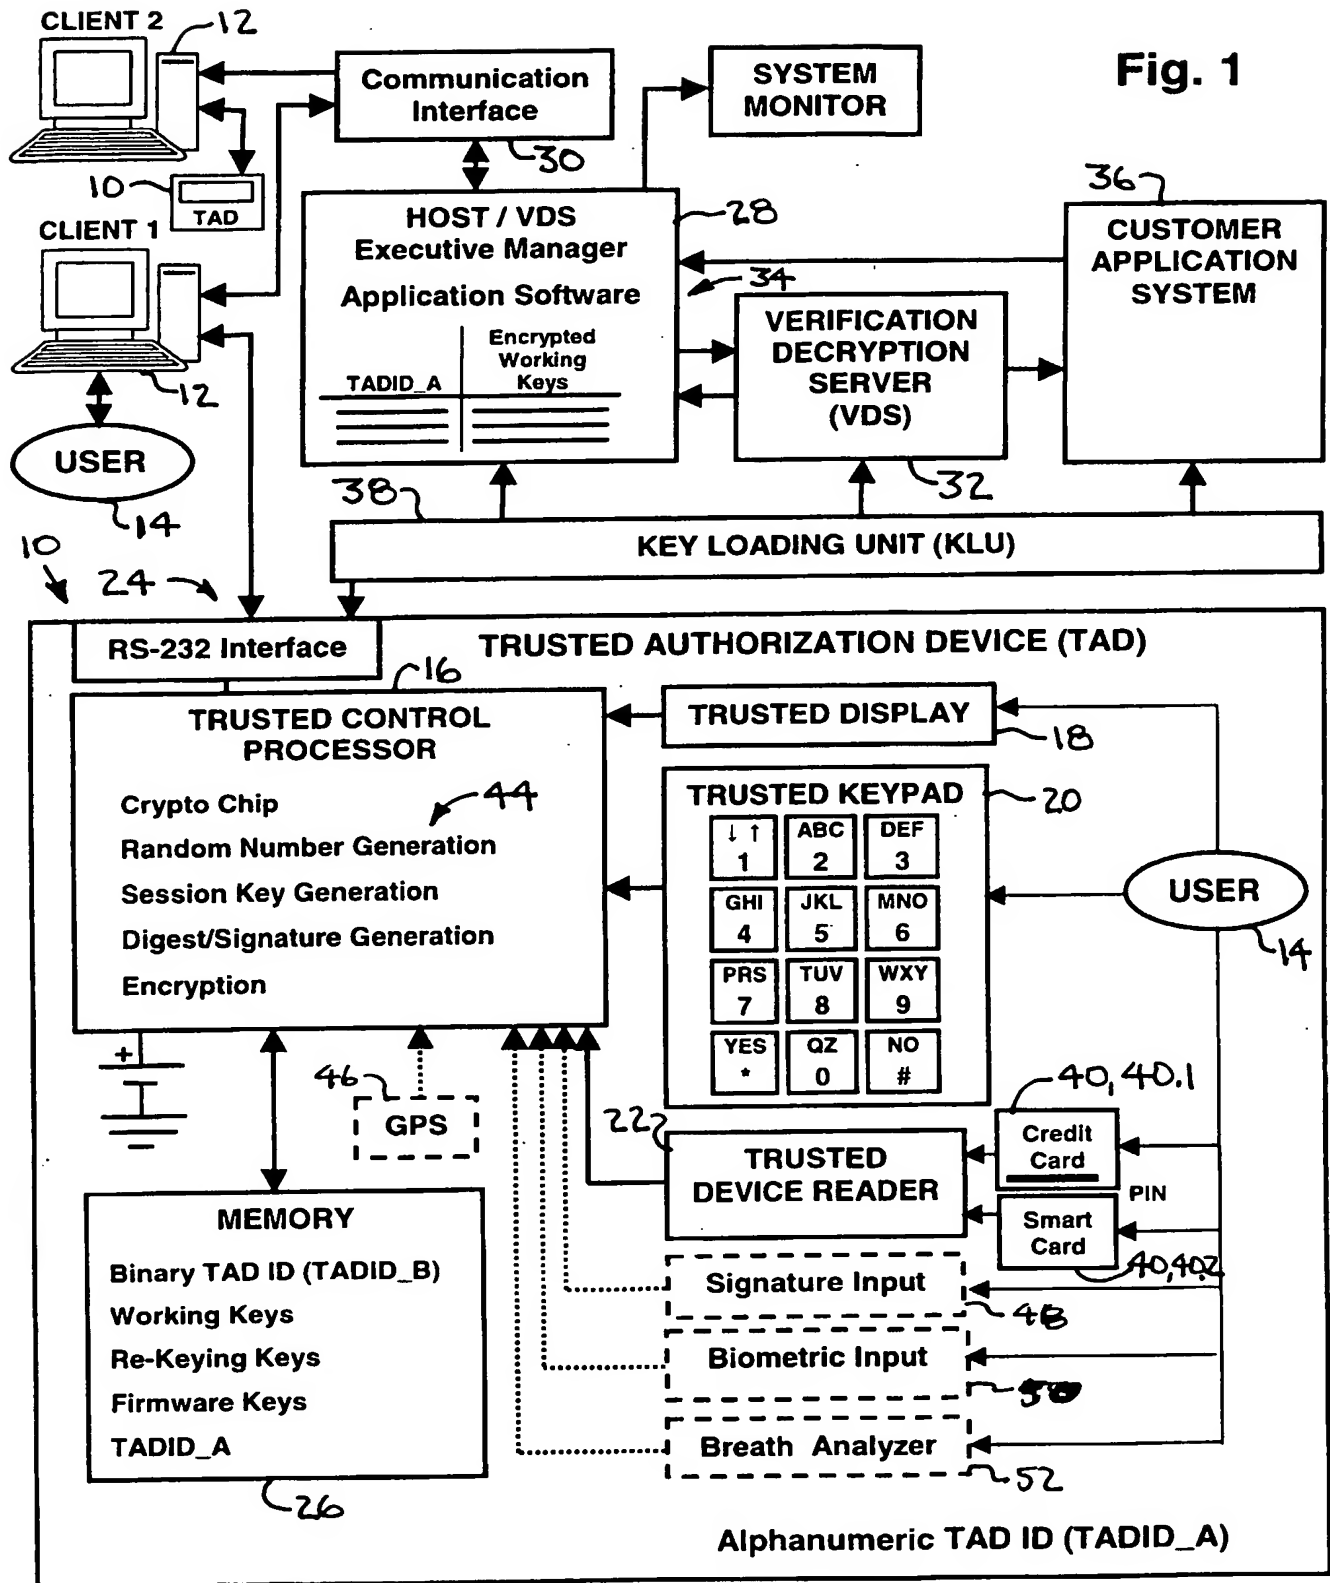 CLIENT 2
12
Communication
Interface
30
SYSTEM
MONITOR
Fig. 1
10
TAD
CLIENT 1
12
USER
14
HOST / VDS
Executive Manager
Application Software
TADID_A
Encrypted
Working
Keys
28
34
VERIFICATION
DECRYPTION
SERVER
(VDS)
32
36
CUSTOMER
APPLICATION
SYSTEM
38
KEY LOADING UNIT (KLU)
10
24
RS-232 Interface
TRUSTED AUTHORIZATION DEVICE (TAD)
16
TRUSTED CONTROL
PROCESSOR
Crypto Chip
44
Random Number Generation
Session Key Generation
Digest/Signature Generation
Encryption
TRUSTED DISPLAY
18
TRUSTED KEYPAD
20
↓ ↑
1
ABC
2
DEF
3
GHI
4
JKL
5
MNO
6
PRS
7
TUV
8
WXY
9
YES
*
QZ
0
NO
#
USER
14
+
46
GPS
22
TRUSTED
DEVICE READER
40, 40.1
Credit
Card
PIN
Smart
Card
40, 40.2
MEMORY
Binary TAD ID (TADID_B)
Working Keys
Re-Keying Keys
Firmware Keys
TADID_A
26
Signature Input
48
Biometric Input
50
Breath Analyzer
52
Alphanumeric TAD ID (TADID_A)